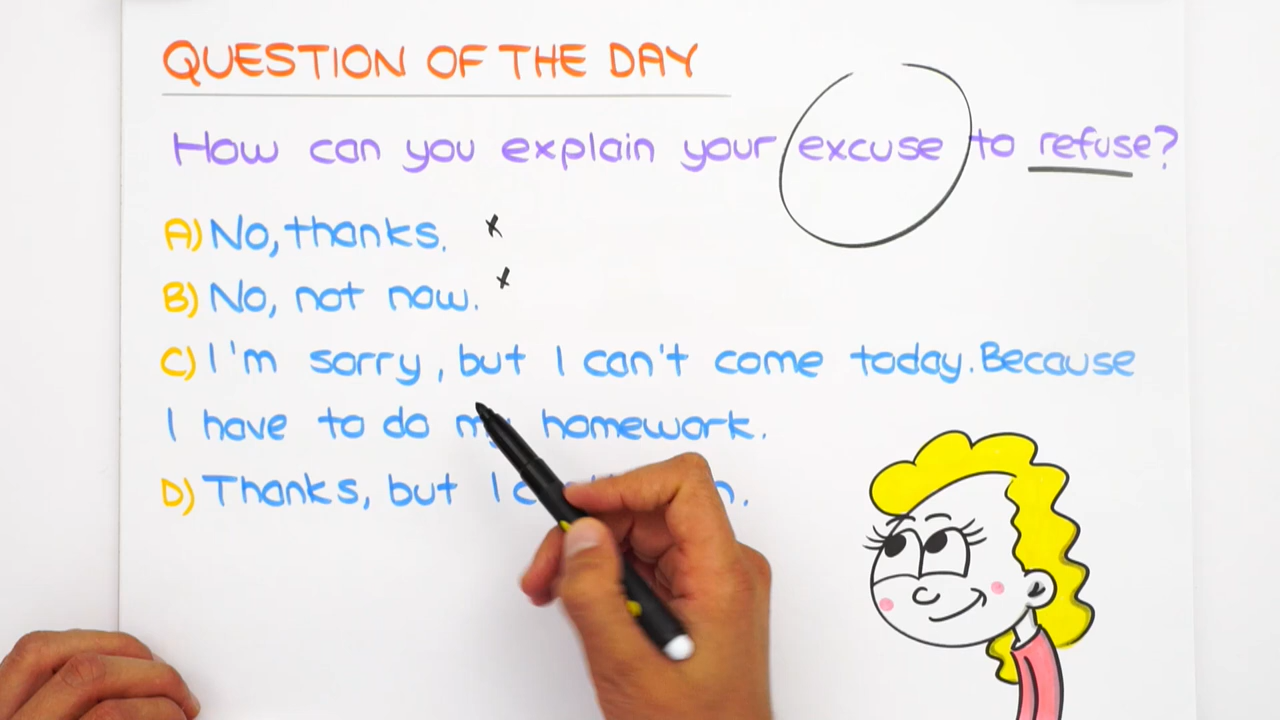 QUESTION OF THE DAY
How can you explain your excuse to refuse?
A) No, thanks.
B) No, not now.
C) I'm sorry, but I can't come today. Because
I have to do my homework.
D) Thanks, but I